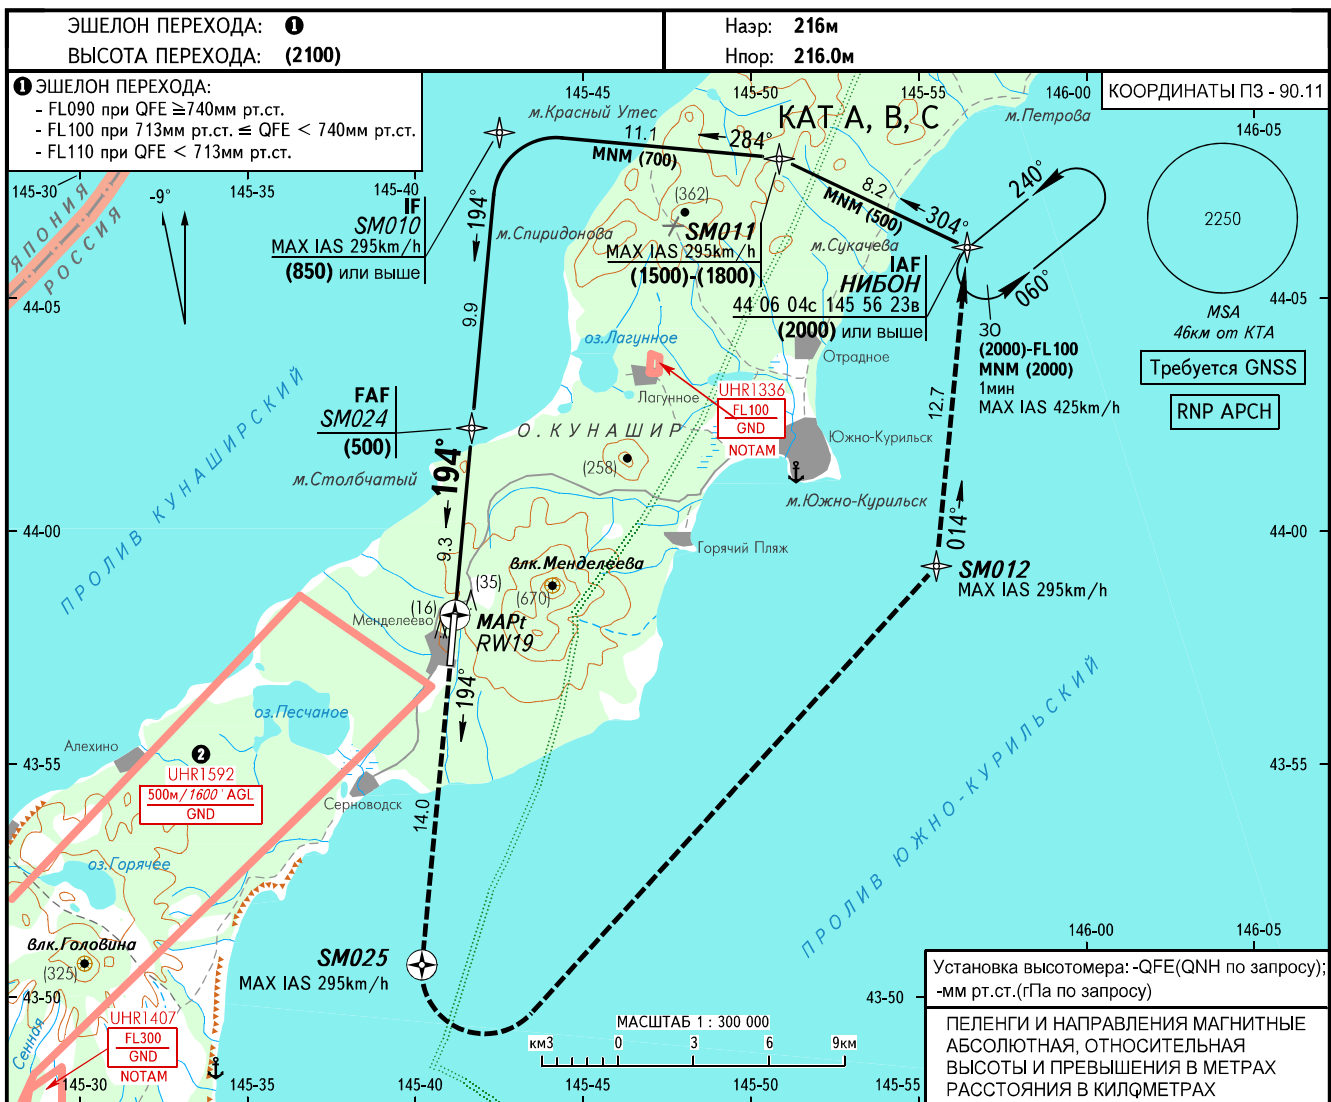 ЭШЕЛОН ПЕРЕХОДА: ❶
ВЫСОТА ПЕРЕХОДА: (2100)
Наэр: 216м
Нпор: 216.0м
❶ ЭШЕЛОН ПЕРЕХОДА:
- FL090 при QFE ≧740мм рт.ст.
- FL100 при 713мм рт.ст. ≦ QFE < 740мм рт.ст.
- FL110 при QFE < 713мм рт.ст.
КООРДИНАТЫ ПЗ - 90.11
145-45
145-50
145-55
146-00
146-05
145-30
145-35
145-40
м.Красный Утес
КАТ А, В, С
м.Петрова
11.1
284°
MNM (700)
8.2
MNM (500)
304°
240°
060°
2250
MSA
46км от КТА
Требуется GNSS
RNP APCH
ЯПОНИЯ
РОССИЯ
-9°
IF
SM010
MAX IAS 295km/h
(850) или выше
194°
м.Спиридонова
(362)
SM011
MAX IAS 295km/h
(1500)-(1800)
м.Сукачева
IAF
НИБОН
44 06 04с 145 56 23в
(2000) или выше
ЗО
(2000)-FL100
MNM (2000)
1мин
MAX IAS 425km/h
44-05
44-05
9.9
оз.Лагунное
Отрадное
Лагунное
UHR1336
FL100
GND
NOTAM
12.7
FAF
SM024
(500)
О. КУНАШИР
Южно-Курильск
(258)
м.Столбчатый
194°
м.Южно-Курильск
ПРОЛИВ КУНАШИРСКИЙ
44-00
44-00
014°
9.3
Горячий Пляж
влк.Менделеева
(670)
SM012
MAX IAS 295km/h
(35)
(16)
Менделеево
MAPt
RW19
194°
оз.Песчаное
Алехино
❷
UHR1592
500м/1600' AGL
GND
Серноводск
43-55
43-55
14.0
ПРОЛИВ ЮЖНО-КУРИЛЬСКИЙ
оз.Горячее
влк.Головина
(325)
SM025
MAX IAS 295km/h
146-00
146-05
43-50
43-50
Установка высотомера:-QFE(QNH по запросу);
-мм рт.ст.(гПа по запросу)
UHR1407
FL300
GND
NOTAM
Сенная
МАСШТАБ 1 : 300 000
км3 0 3 6 9км
ПЕЛЕНГИ И НАПРАВЛЕНИЯ МАГНИТНЫЕ
АБСОЛЮТНАЯ, ОТНОСИТЕЛЬНАЯ
ВЫСОТЫ И ПРЕВЫШЕНИЯ В МЕТРАХ
РАССТОЯНИЯ В КИЛОМЕТРАХ
145-30
145-35
145-40
145-45
145-50
145-55